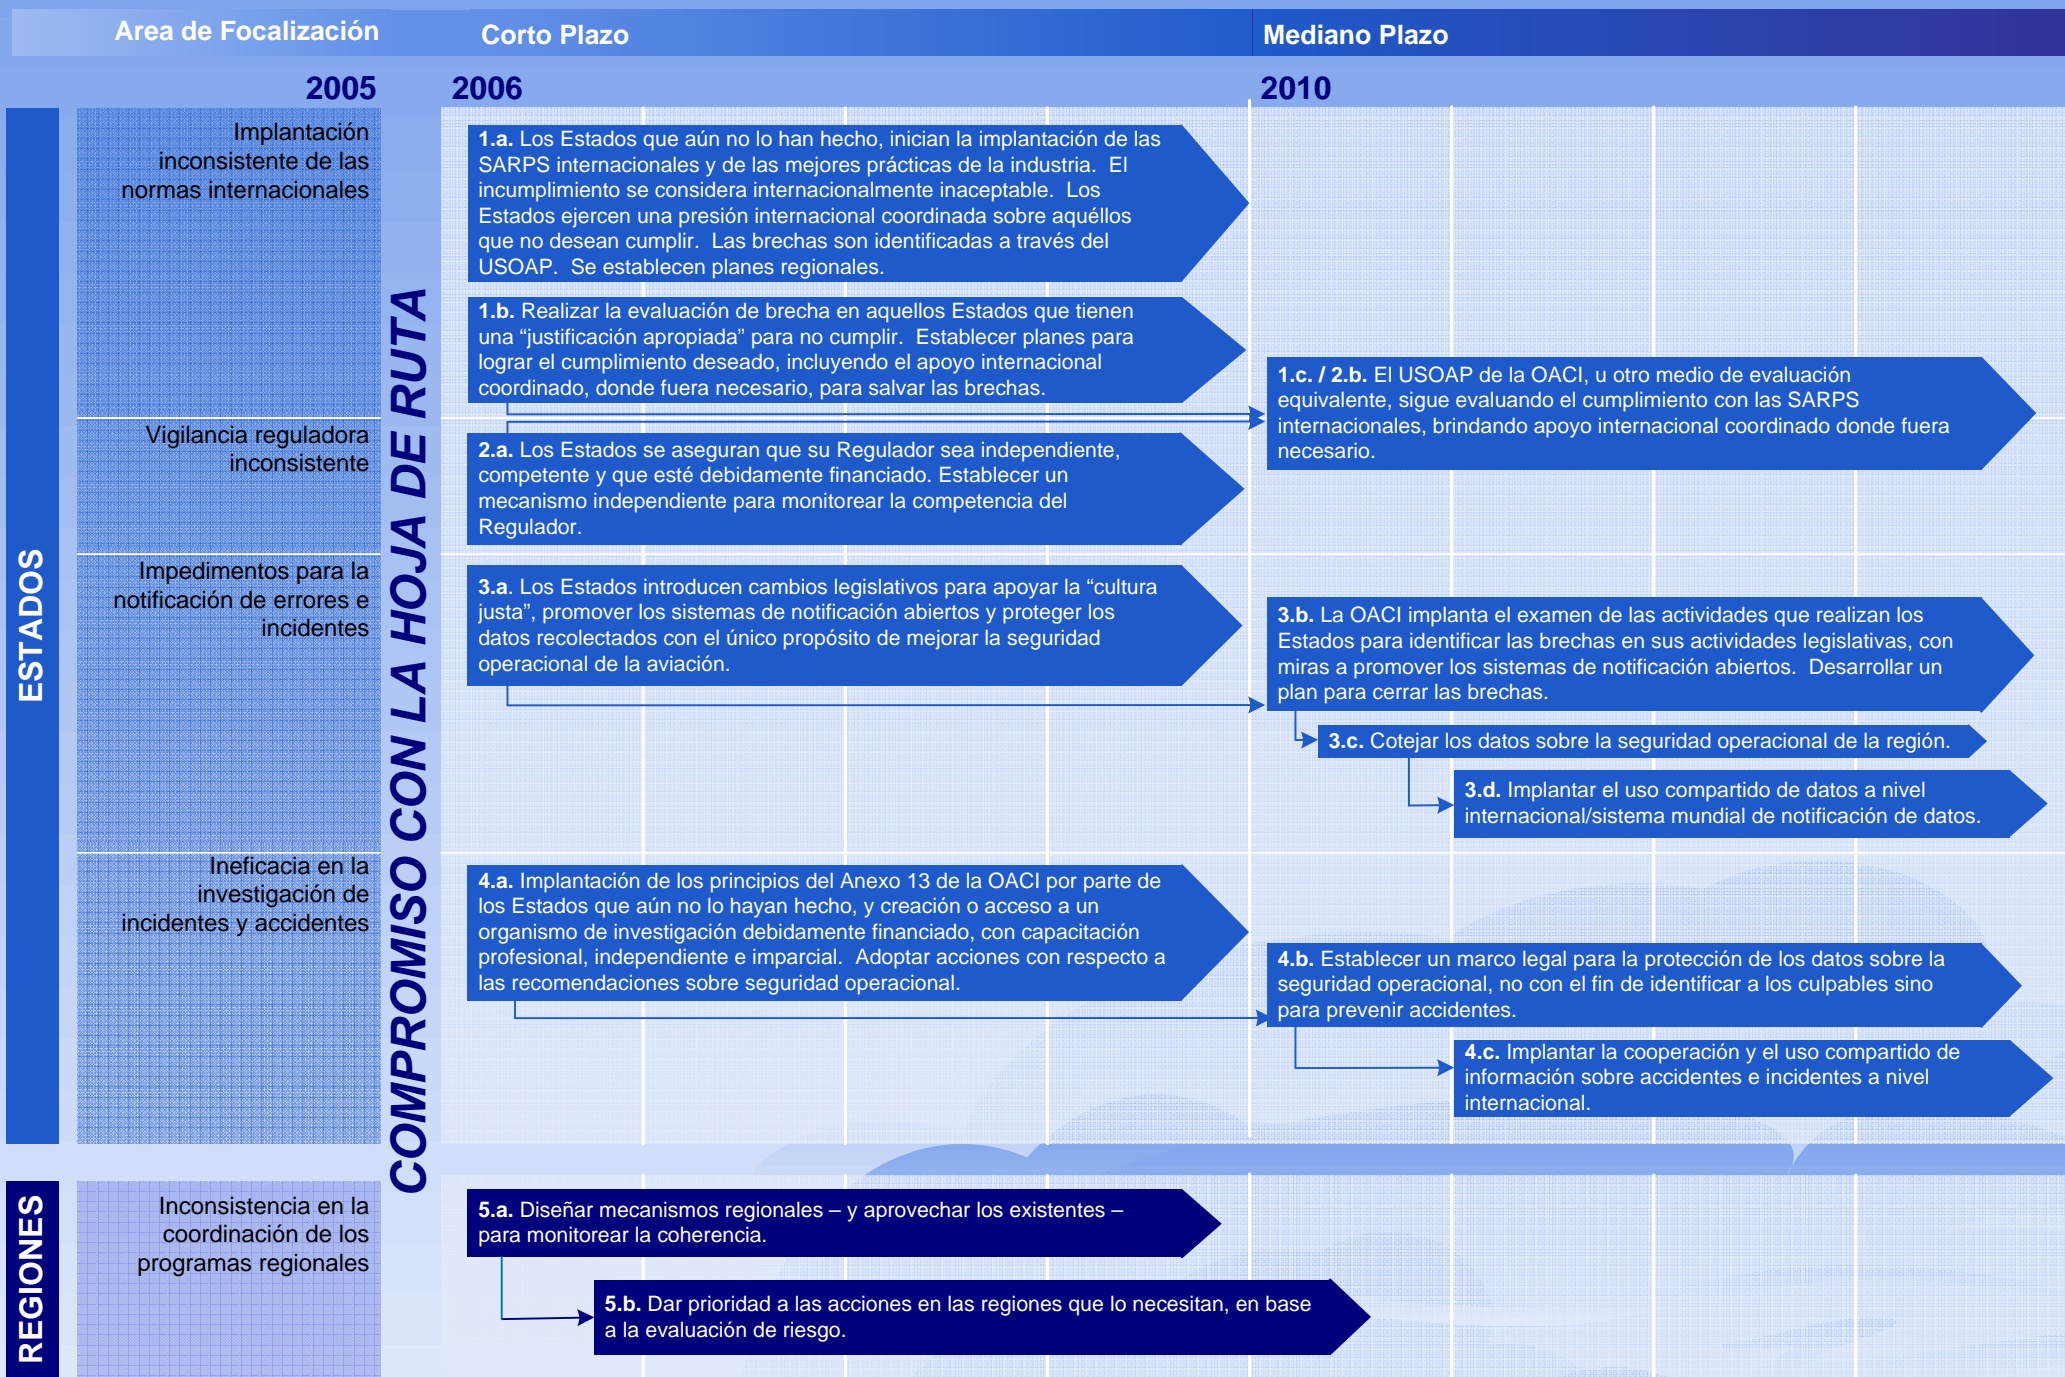 Area de Focalización
Corto Plazo
Mediano Plazo
2005
2006
2010
ESTADOS
COMPROMISO CON LA HOJA DE RUTA
Implantación
inconsistente de las
normas internacionales
1.a. Los Estados que aún no lo han hecho, inician la implantación de las
SARPS internacionales y de las mejores prácticas de la industria.  El
incumplimiento se considera internacionalmente inaceptable.  Los
Estados ejercen una presión internacional coordinada sobre aquéllos
que no desean cumplir.  Las brechas son identificadas a través del
USOAP.  Se establecen planes regionales.
1.b. Realizar la evaluación de brecha en aquellos Estados que tienen
una “justificación apropiada” para no cumplir.  Establecer planes para
lograr el cumplimiento deseado, incluyendo el apoyo internacional
coordinado, donde fuera necesario, para salvar las brechas.
1.c. / 2.b. El USOAP de la OACI, u otro medio de evaluación
equivalente, sigue evaluando el cumplimiento con las SARPS
internacionales, brindando apoyo internacional coordinado donde fuera
necesario.
Vigilancia reguladora
inconsistente
2.a. Los Estados se aseguran que su Regulador sea independiente,
competente y que esté debidamente financiado. Establecer un
mecanismo independiente para monitorear la competencia del
Regulador.
Impedimentos para la
notificación de errores e
incidentes
3.a. Los Estados introducen cambios legislativos para apoyar la “cultura
justa”, promover los sistemas de notificación abiertos y proteger los
datos recolectados con el único propósito de mejorar la seguridad
operacional de la aviación.
3.b. La OACI implanta el examen de las actividades que realizan los
Estados para identificar las brechas en sus actividades legislativas, con
miras a promover los sistemas de notificación abiertos.  Desarrollar un
plan para cerrar las brechas.
3.c. Cotejar los datos sobre la seguridad operacional de la región.
3.d. Implantar el uso compartido de datos a nivel
internacional/sistema mundial de notificación de datos.
Ineficacia en la
investigación de
incidentes y accidentes
4.a. Implantación de los principios del Anexo 13 de la OACI por parte de
los Estados que aún no lo hayan hecho, y creación o acceso a un
organismo de investigación debidamente financiado, con capacitación
profesional, independiente e imparcial.  Adoptar acciones con respecto a
las recomendaciones sobre seguridad operacional.
4.b. Establecer un marco legal para la protección de los datos sobre la
seguridad operacional, no con el fin de identificar a los culpables sino
para prevenir accidentes.
4.c. Implantar la cooperación y el uso compartido de
información sobre accidentes e incidentes a nivel
internacional.
REGIONES
Inconsistencia en la
coordinación de los
programas regionales
5.a. Diseñar mecanismos regionales – y aprovechar los existentes –
para monitorear la coherencia.
5.b. Dar prioridad a las acciones en las regiones que lo necesitan, en base
a la evaluación de riesgo.